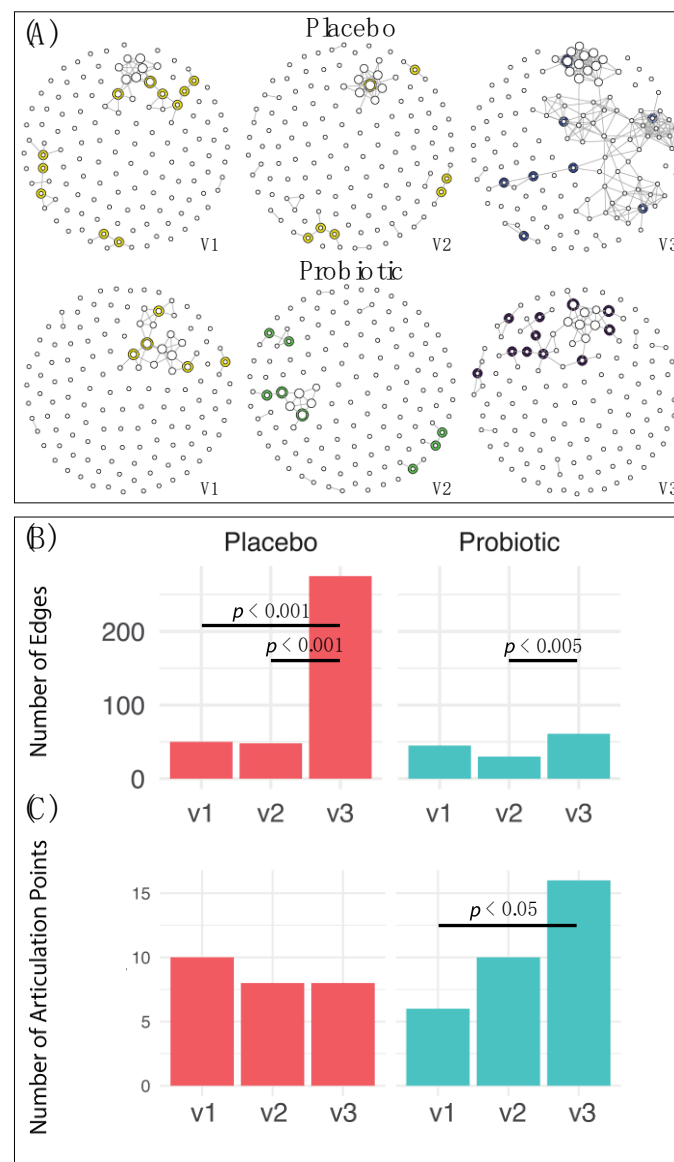 (A)
Placebo
V1
V2
V3
Probiotic
V1
V2
V3
(B)
Placebo
Probiotic
Number of Edges
200
100
0
p < 0.001
p < 0.001
p < 0.005
v1
v2
v3
v1
v2
v3
(C)
Number of Articulation Points
15
10
5
0
p < 0.05
v1
v2
v3
v1
v2
v3